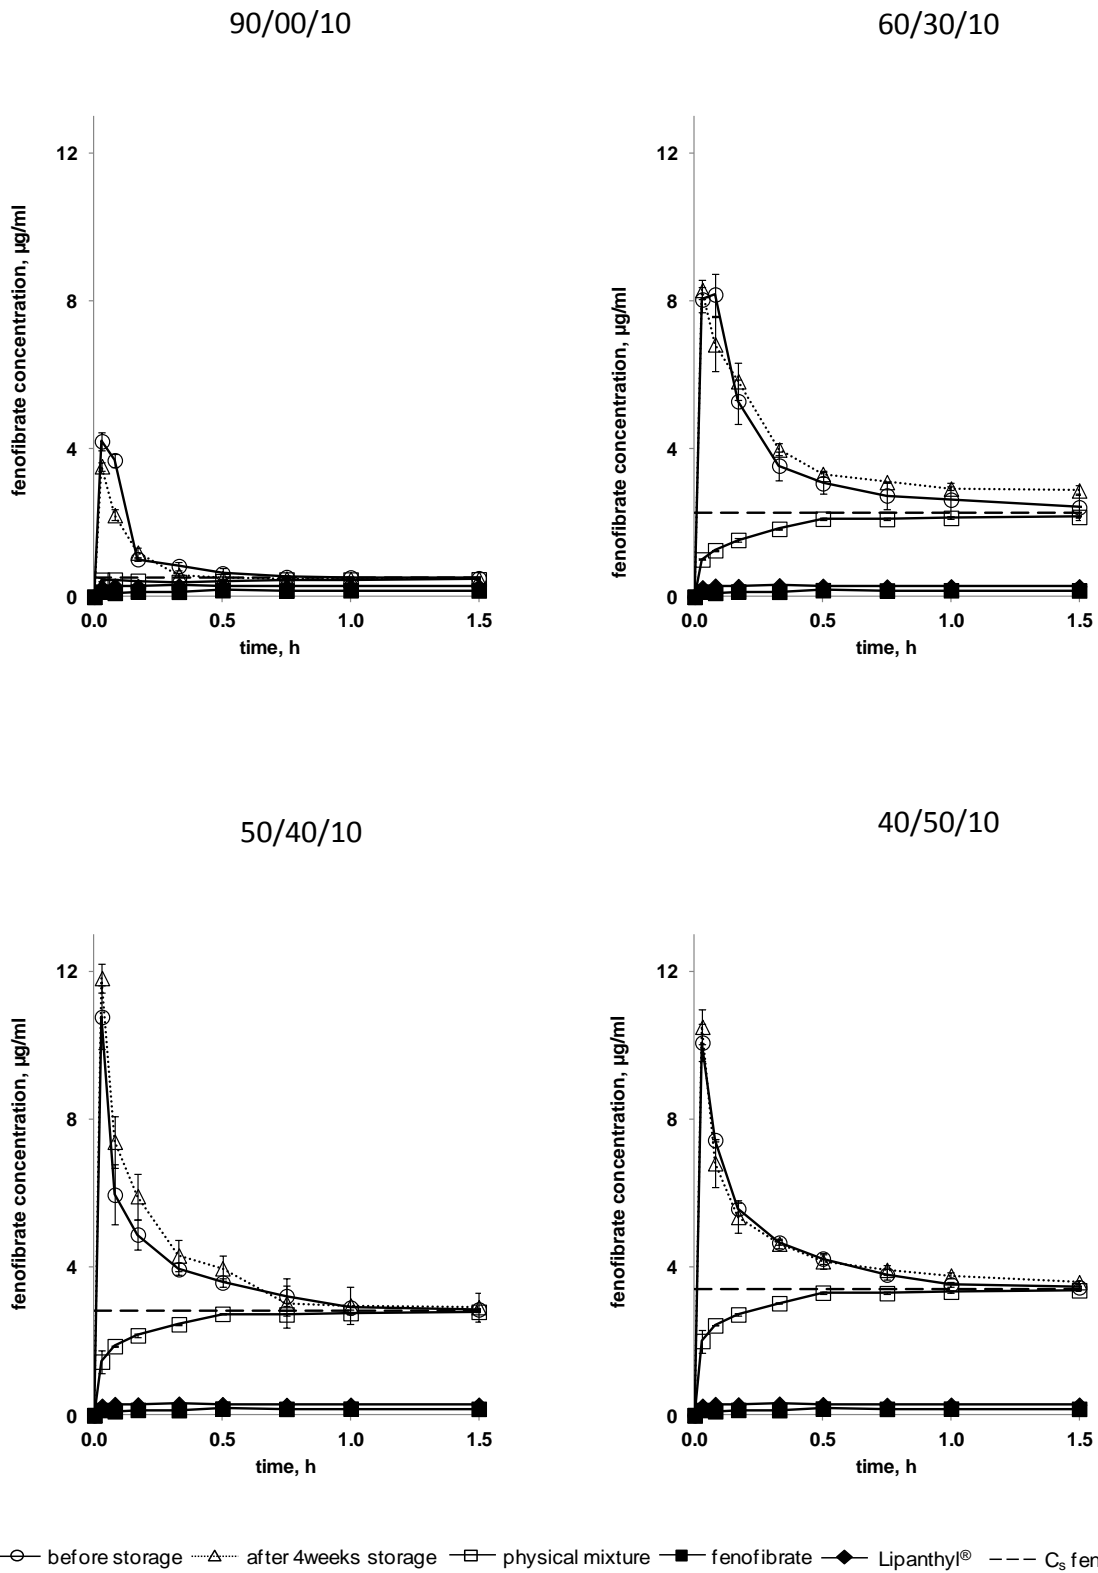 90/00/10
60/30/10
fenofibrate concentration, µg/ml
12
8
4
0
0.0 0.5 1.0 1.5
time, h
fenofibrate concentration, µg/ml
12
8
4
0
0.0 0.5 1.0 1.5
time, h
50/40/10
40/50/10
fenofibrate concentration, µg/ml
12
8
4
0
0.0 0.5 1.0 1.5
time, h
fenofibrate concentration, µg/ml
12
8
4
0
0.0 0.5 1.0 1.5
time, h
before storage after 4weeks storage physical mixture fenofibrate Lipanthyl® Cs fen